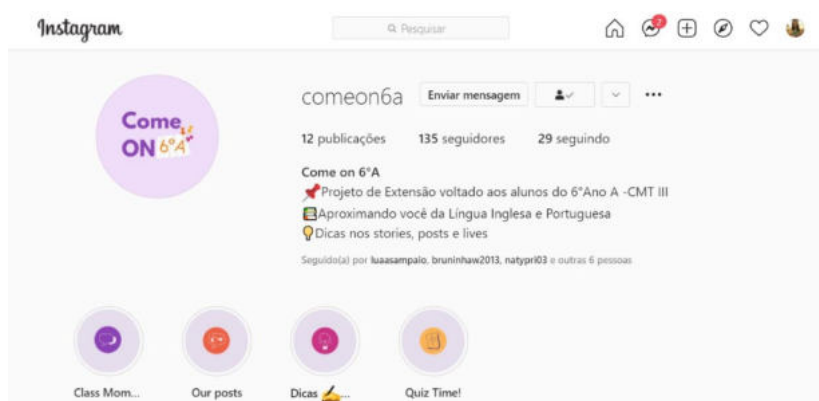 Instagram
Pesquisar
7
Come
ON 6°A
comeon6a Enviar mensagem
12 publicações 135 seguidores 29 seguindo
Come on 6°A
📌Projeto de Extensão voltado aos alunos do 6°Ano A -CMT III
📚Aproximando você da Língua Inglesa e Portuguesa
💡Dicas nos stories, posts e lives
Seguido(a) por luaasampaio, bruninhaw2013, natypri03 e outras 6 pessoas
Class Mom... Our posts Dicas ✍️... Quiz Time!